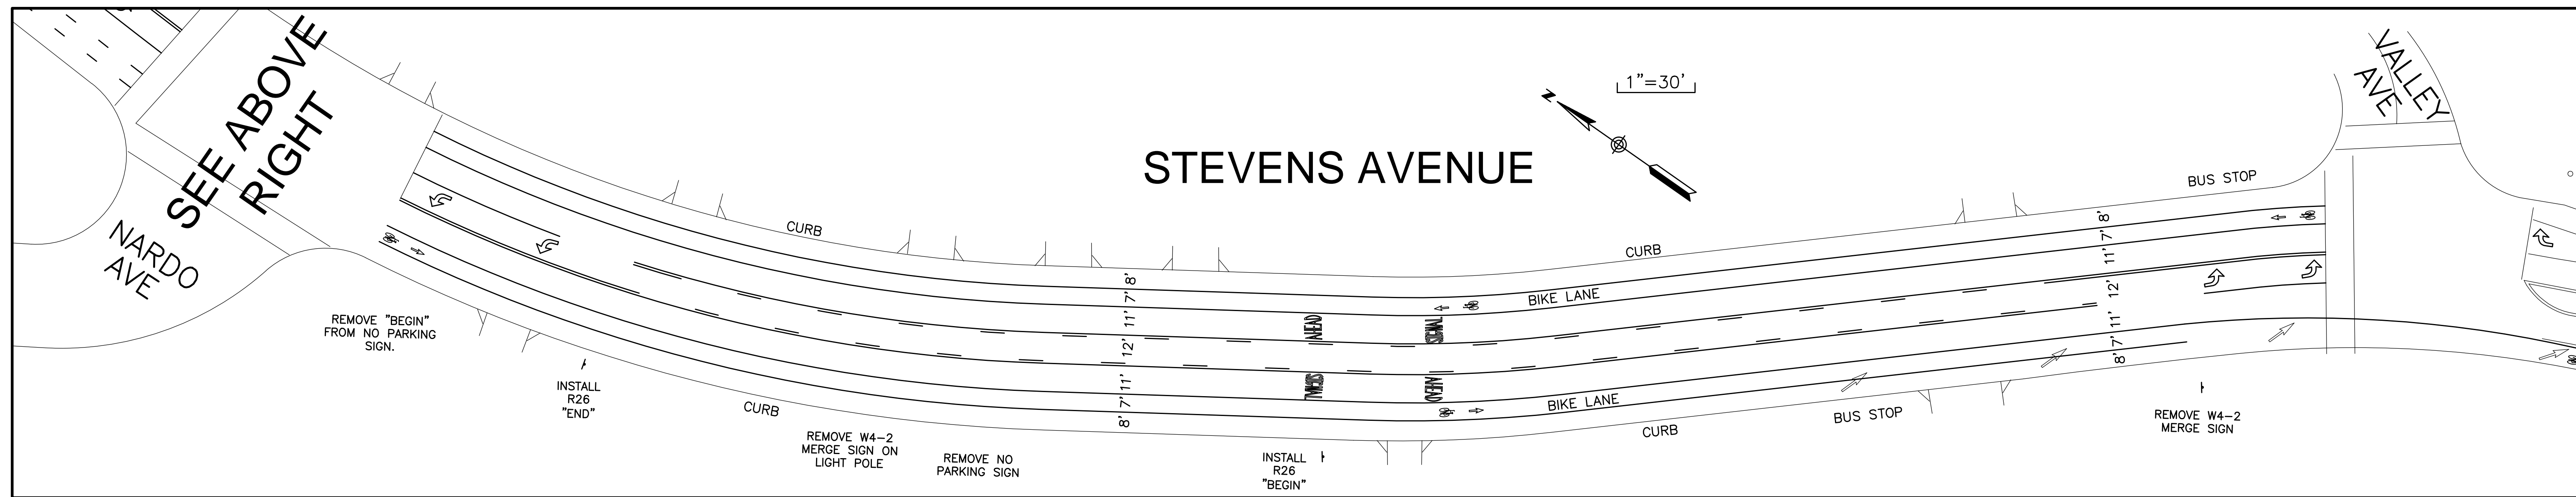 SEE ABOVE
RIGHT
NARDO
AVE
STEVENS AVENUE
1"=30'
N
VALLEY
AVE
BUS STOP
CURB
CURB
BIKE LANE
8'
7'
11'
12'
11'
7'
8'
AHEAD
SIGNAL
SIGNAL
AHEAD
8'
7'
11'
12'
11'
7'
8'
BIKE LANE
CURB
CURB
BUS STOP
REMOVE "BEGIN"
FROM NO PARKING
SIGN.
INSTALL
R26
"END"
REMOVE W4-2
MERGE SIGN ON
LIGHT POLE
REMOVE NO
PARKING SIGN
INSTALL
R26
"BEGIN"
REMOVE W4-2
MERGE SIGN